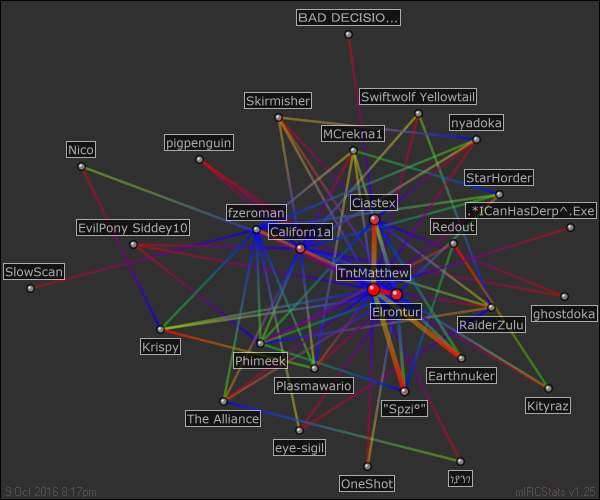 BAD DECISIO...
Swiftwolf Yellowtail
Skirmisher
nyadoka
MCrekna1
pigpenguin
Nico
StarHorder
Ciastex
.*ICanHasDerp^.Exe
fzeroman
EvilPony Siddey10
Californ1a
Redout
SlowScan
TntMatthew
Elrontur
ghostdoka
RaiderZulu
Krispy
Phimeek
Earthnuker
Plasmawario
The Alliance
"Spzi°"
Kityraz
eye-sigil
OneShot
9 Oct 2016 8:17pm
mIRCStats v1.25